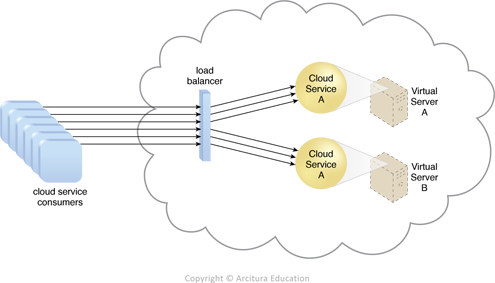 load
balancer
Cloud
Service
A
Virtual
Server
A
Cloud
Service
A
Virtual
Server
B
cloud service
consumers
Copyright © Arcitura Education